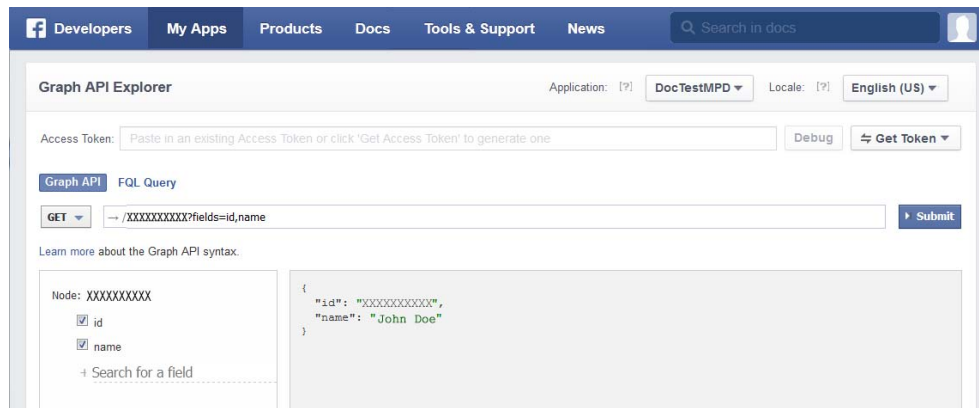 Developers My Apps Products Docs Tools & Support News Search in docs
Graph API Explorer Application: [?] DocTestMPD Locale: [?] English (US)
Access Token: Paste in an existing Access Token or click 'Get Access Token' to generate one Debug Get Token
Graph API FQL Query
GET → /XXXXXXXXXX?fields=id,name Submit
Learn more about the Graph API syntax.
Node: XXXXXXXXXX
id
name
Search for a field
{
"id": "XXXXXXXXXX",
"name": "John Doe"
}